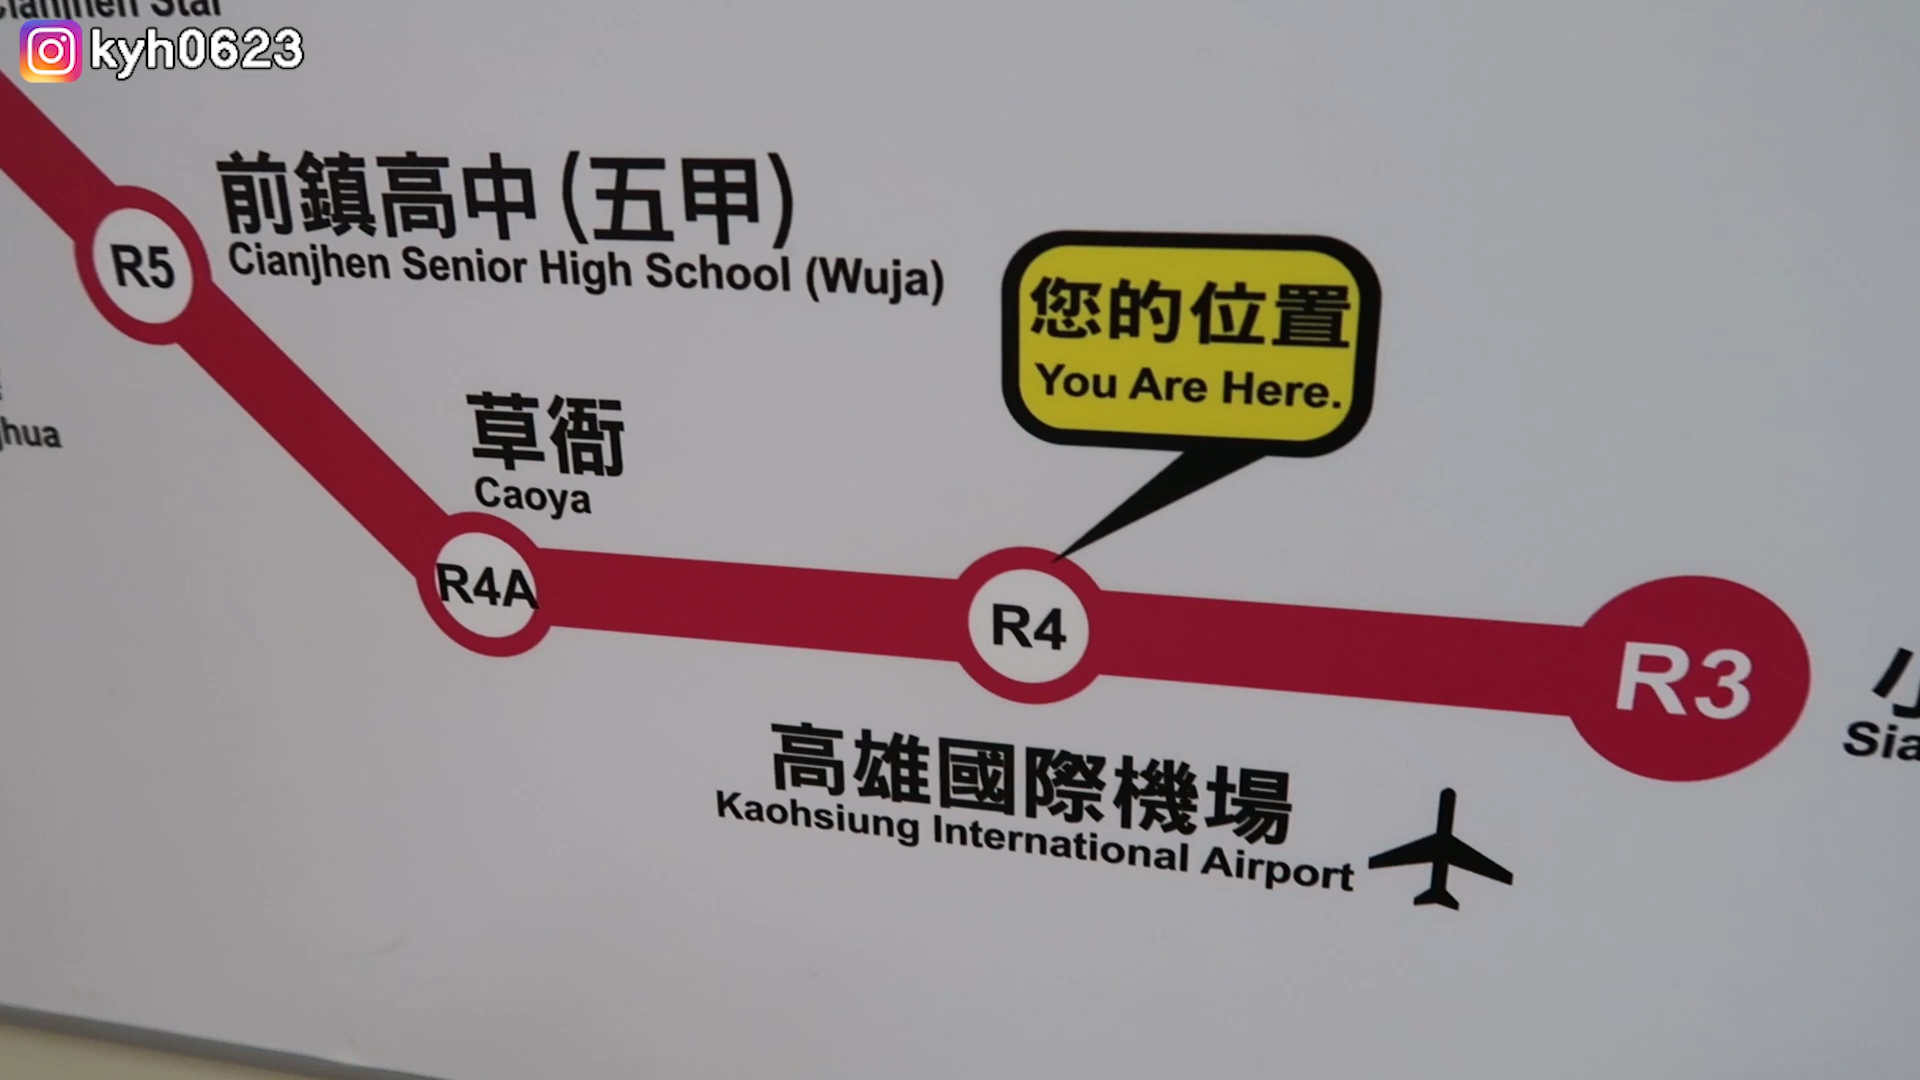 kyh0623
前鎮高中(五甲)
Cianjhen Senior High School (Wuja)
R5
您的位置
You Are Here.
草衙
Caoya
R4A
R4
R3
高雄國際機場
Kaohsiung International Airport